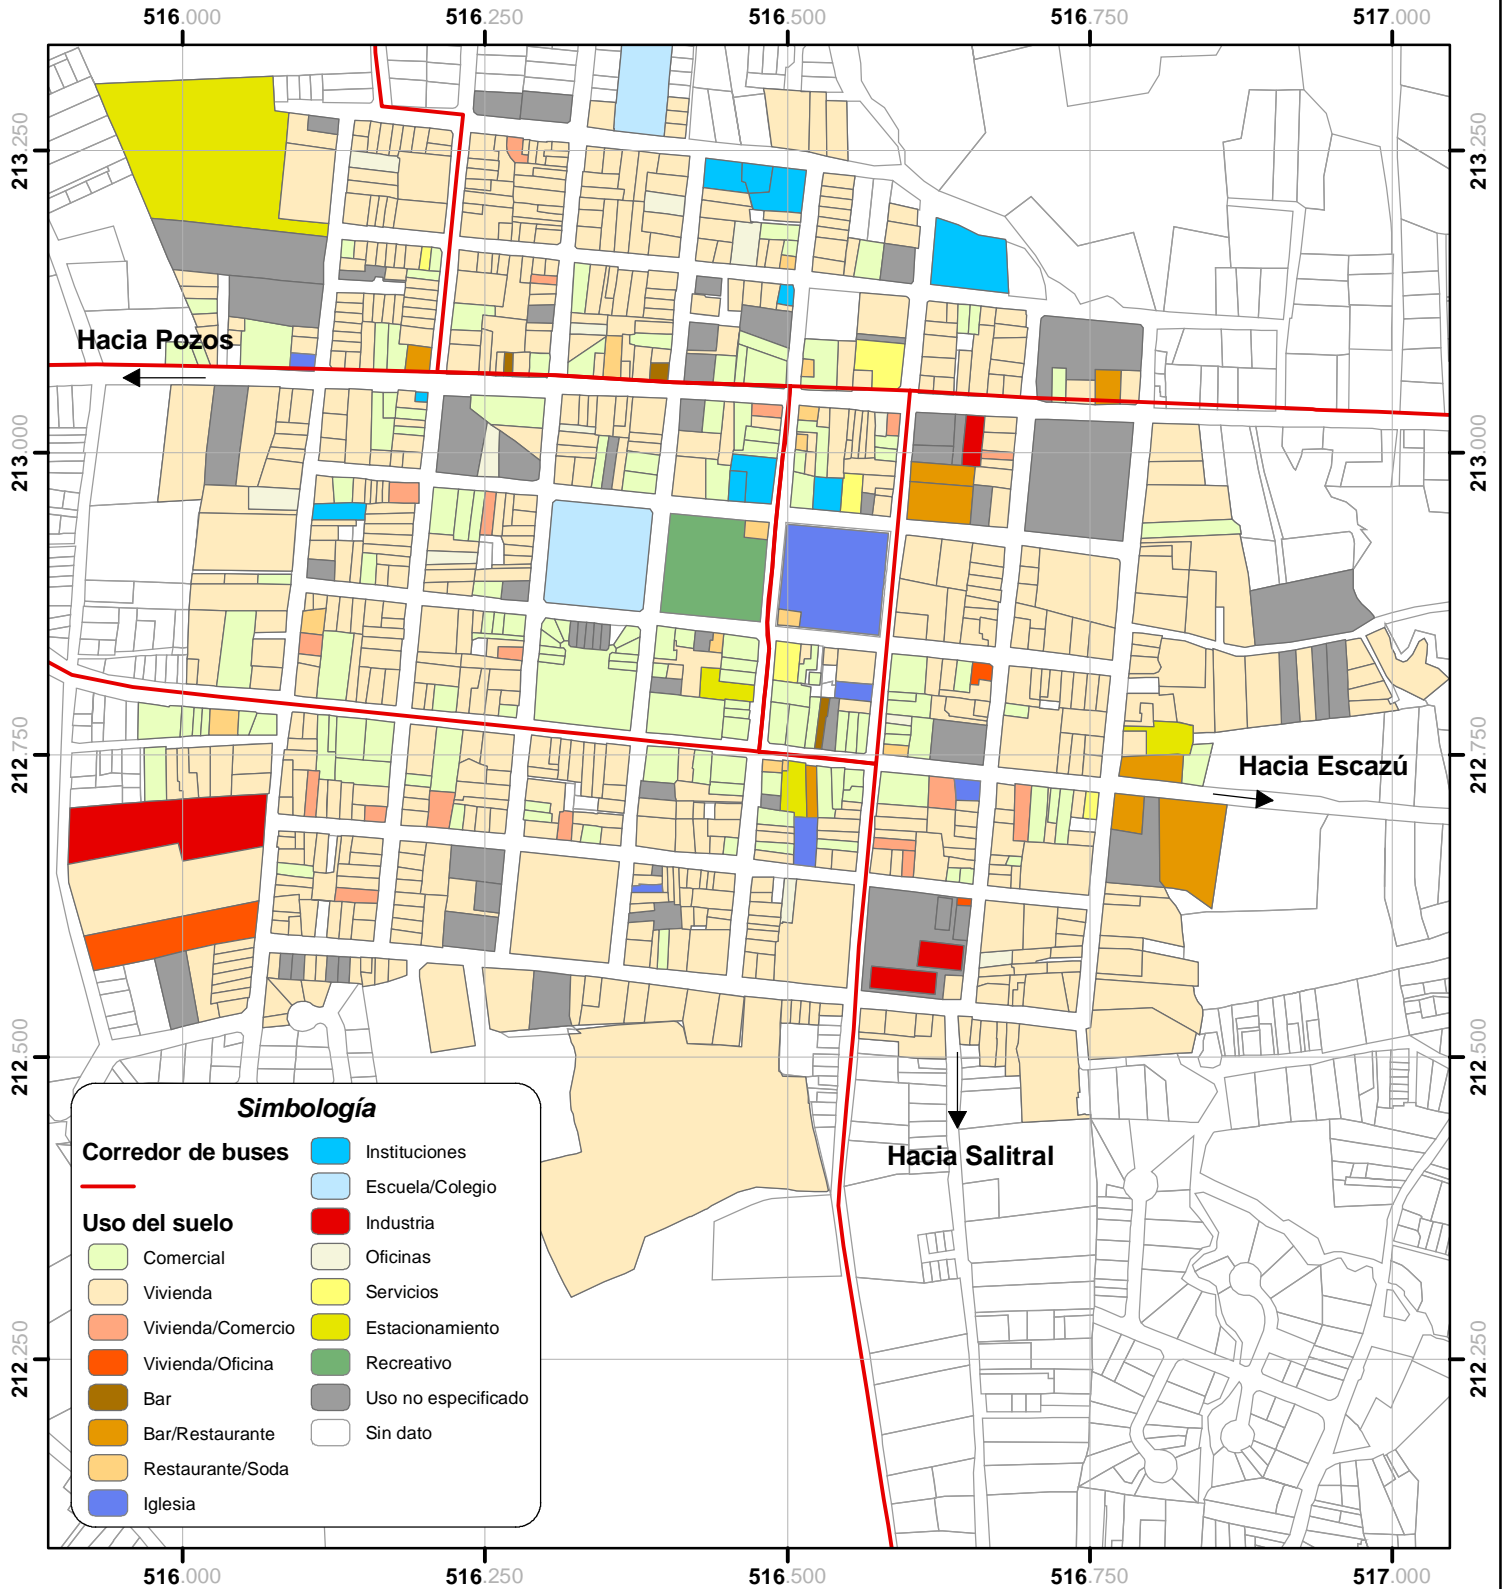 516.000 516.250 516.500 516.750 517.000
213.250 213.250
Hacia Pozos
213.000 213.000
212.750 212.750
Hacia Escazú
212.500 212.500
Hacia Salitral
212.250 212.250
Simbología
Corredor de buses
Uso del suelo
Comercial
Vivienda
Vivienda/Comercio
Vivienda/Oficina
Bar
Bar/Restaurante
Restaurante/Soda
Iglesia
Instituciones
Escuela/Colegio
Industria
Oficinas
Servicios
Estacionamiento
Recreativo
Uso no especificado
Sin dato
516.000 516.250 516.500 516.750 517.000